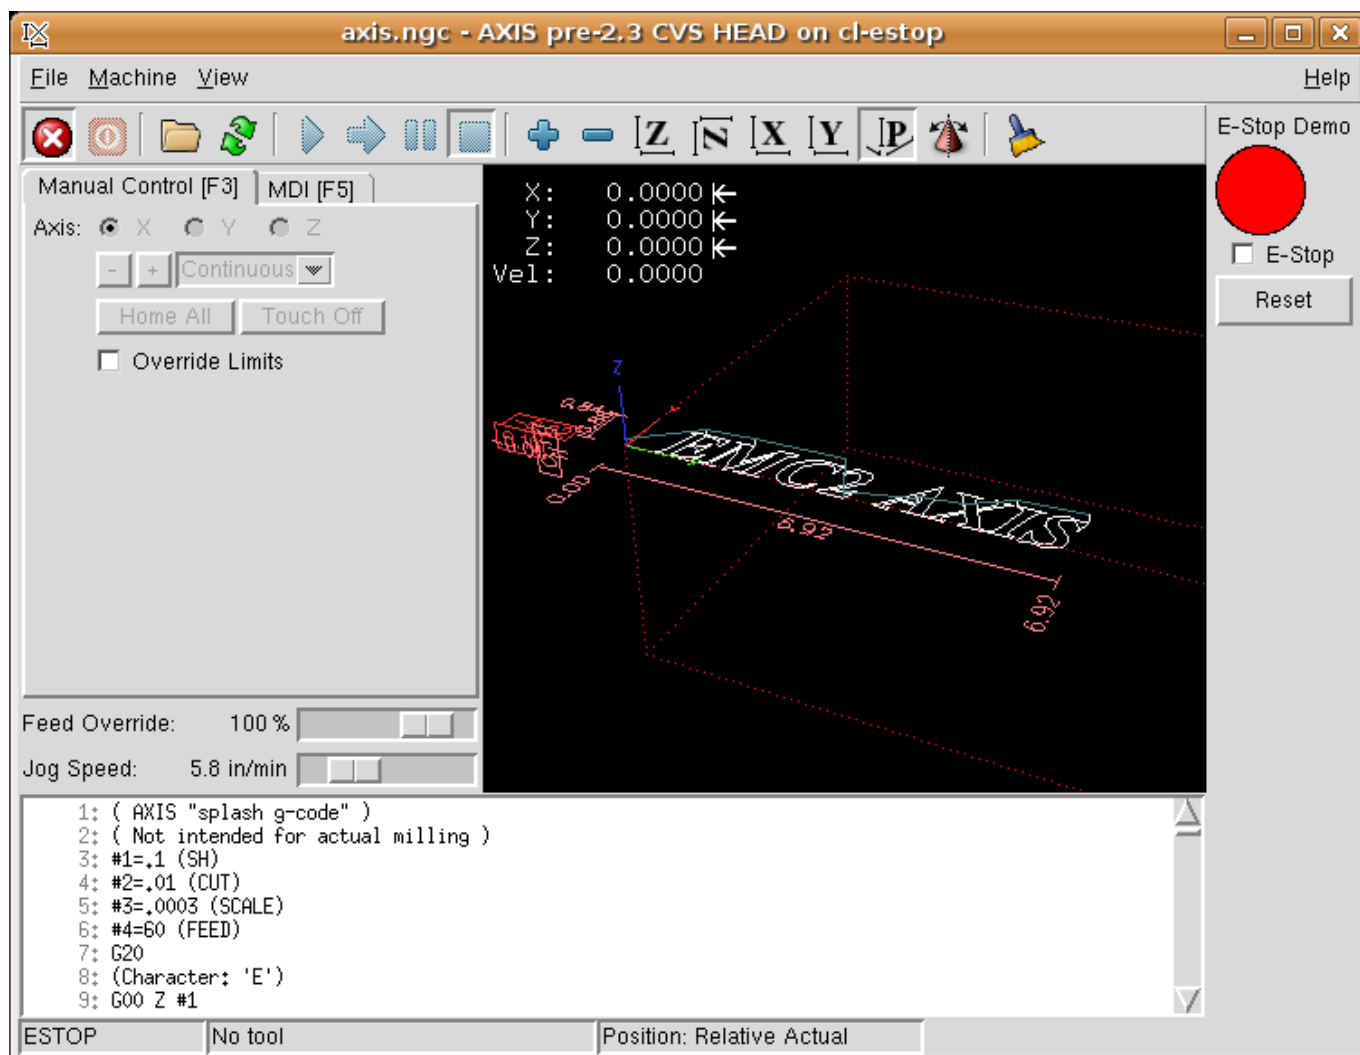 axis.ngc - AXIS pre-2.3 CVS HEAD on cl-estop
File Machine View Help
Z N X Y P
E-Stop Demo
E-Stop
Reset
Manual Control [F3] MDI [F5]
Axis: X Y Z
- + Continuous
Home All Touch Off
Override Limits
X: 0.0000
Y: 0.0000
Z: 0.0000
Vel: 0.0000
Z
EMC2 AXIS
0.00
6.92
6.92
Feed Override: 100 %
Jog Speed: 5.8 in/min
1: ( AXIS "splash g-code" )
2: ( Not intended for actual milling )
3: #1=.1 (SH)
4: #2=.01 (CUT)
5: #3=.0003 (SCALE)
6: #4=60 (FEED)
7: G20
8: (Character: 'E')
9: G00 Z #1
ESTOP No tool Position: Relative Actual